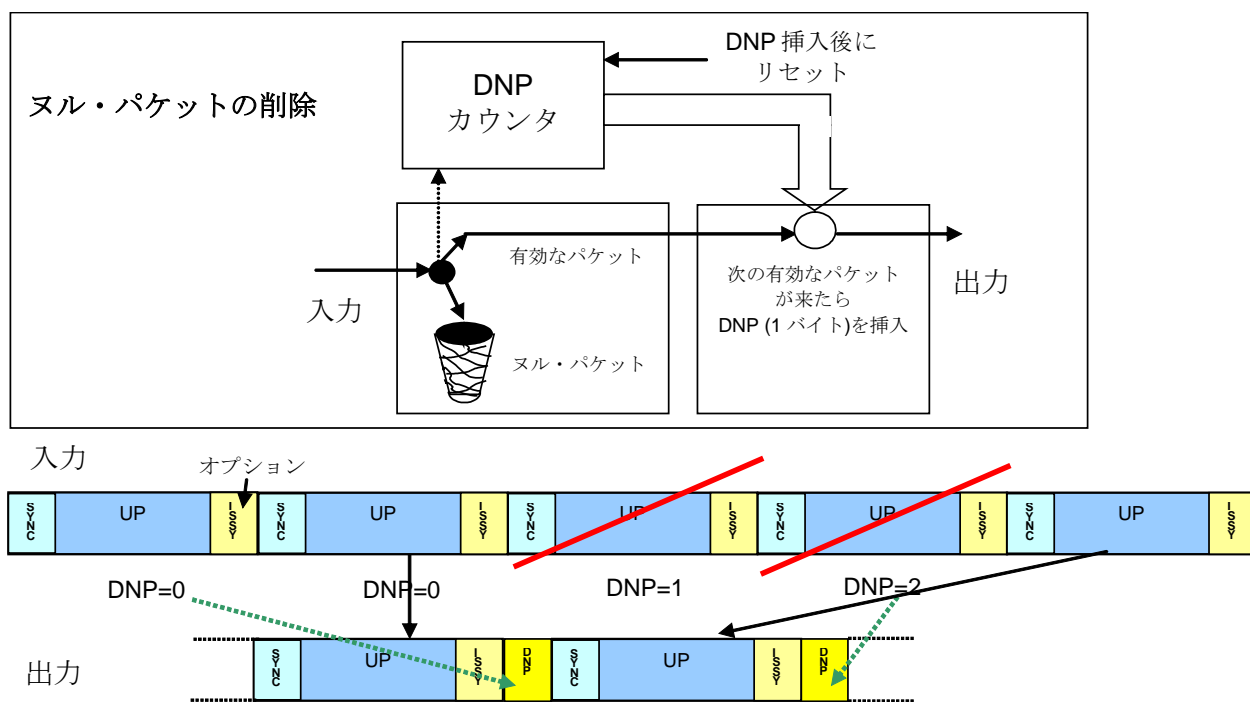 DNP 挿入後に
リセット
DNP
カウンタ
ヌル・パケットの削除
有効なパケット
入力
ヌル・パケット
次の有効なパケット
が来たら
DNP (1 バイト)を挿入
出力
入力
オプション
SYNC UP ISSY SYNC UP ISSY SYNC UP ISSY SYNC UP ISSY SYNC UP ISSY
DNP=0 DNP=0 DNP=1 DNP=2
出力
SYNC UP ISSY DNP SYNC UP ISSY DNP